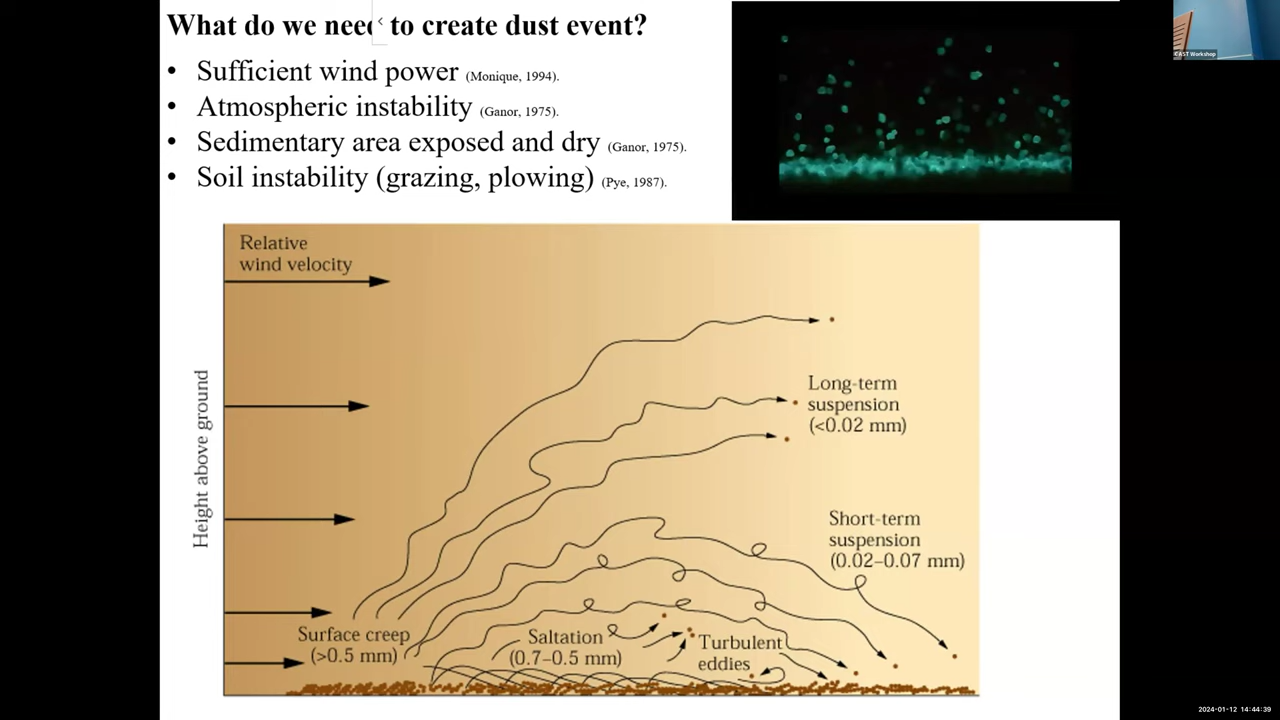 What do we need to create dust event?
• Sufficient wind power (Monique, 1994).
• Atmospheric instability (Ganor, 1975).
• Sedimentary area exposed and dry (Ganor, 1975).
• Soil instability (grazing, plowing) (Pye, 1987).
CAST Workshop
Relative
wind velocity
Height above ground
Long-term
suspension
(<0.02 mm)
Short-term
suspension
(0.02–0.07 mm)
Surface creep
(>0.5 mm)
Saltation
(0.7–0.5 mm)
Turbulent
eddies
2024-01-12 14:44:39